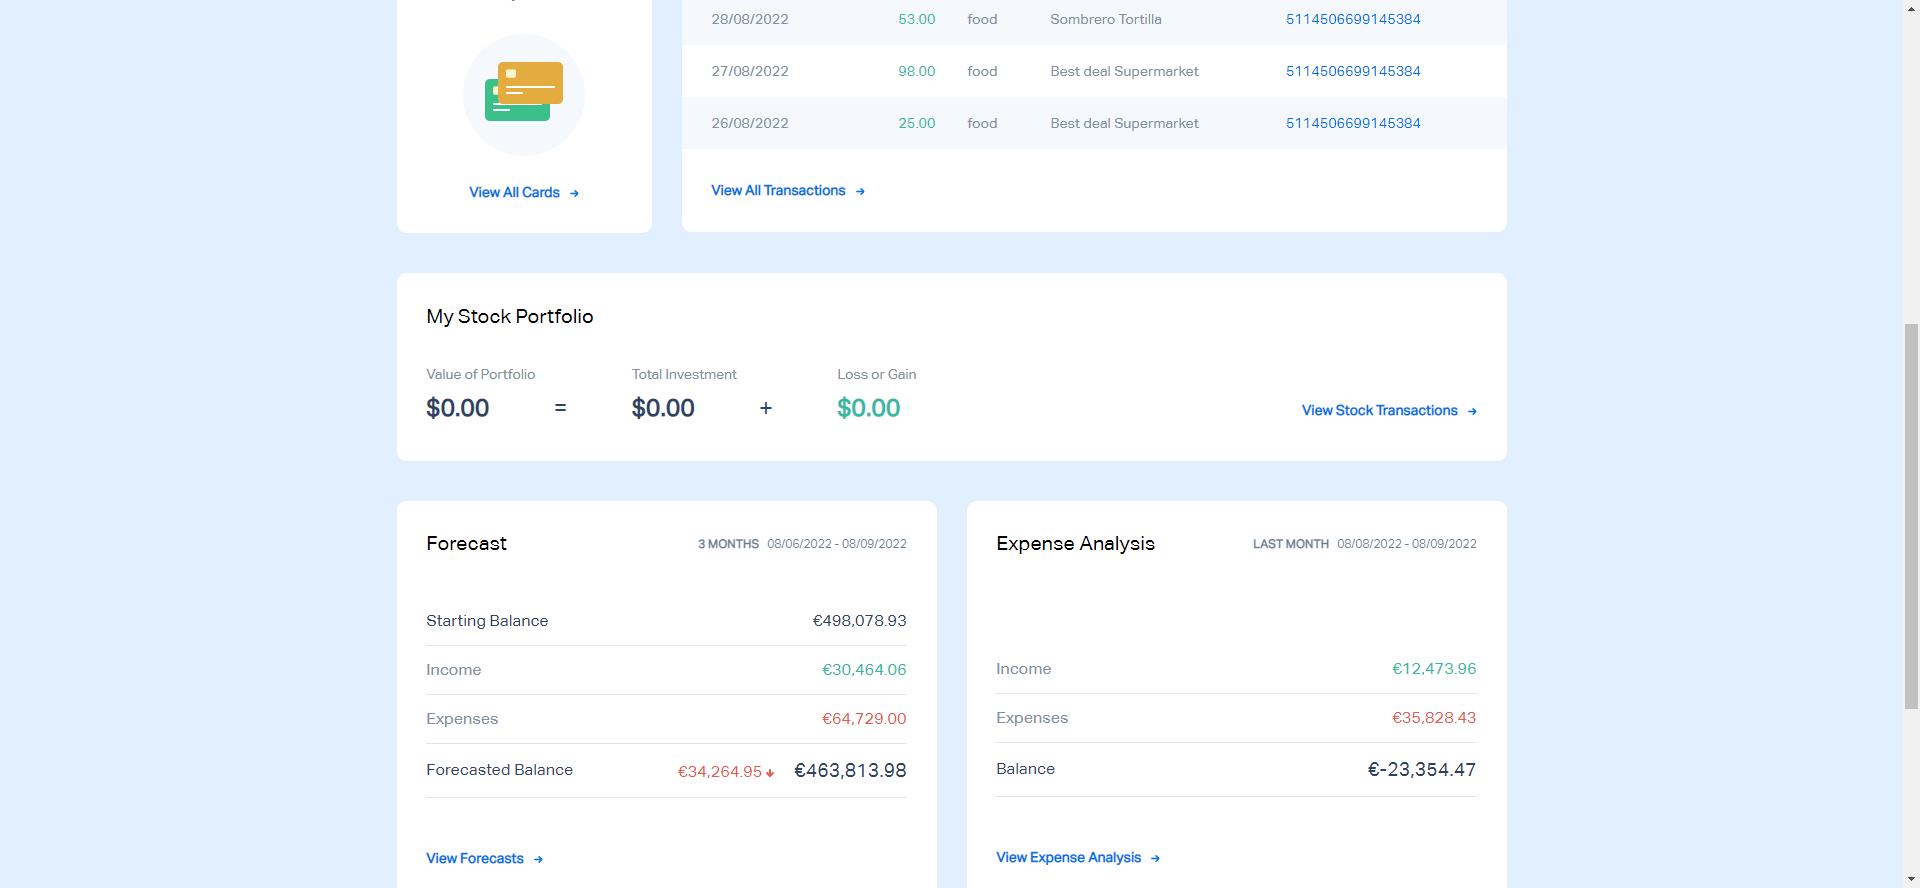 28/08/2022 53.00 food Sombrero Tortilla 5114506699145384
27/08/2022 98.00 food Best deal Supermarket 5114506699145384
26/08/2022 25.00 food Best deal Supermarket 5114506699145384
View All Cards →
View All Transactions →
My Stock Portfolio
Value of Portfolio Total Investment Loss or Gain
$0.00 = $0.00 + $0.00
View Stock Transactions →
Forecast 3 MONTHS 08/06/2022 - 08/09/2022
Starting Balance €498,078.93
Income €30,464.06
Expenses €64,729.00
Forecasted Balance €34,264.95 ↓ €463,813.98
View Forecasts →
Expense Analysis LAST MONTH 08/08/2022 - 08/09/2022
Income €12,473.96
Expenses €35,828.43
Balance €-23,354.47
View Expense Analysis →